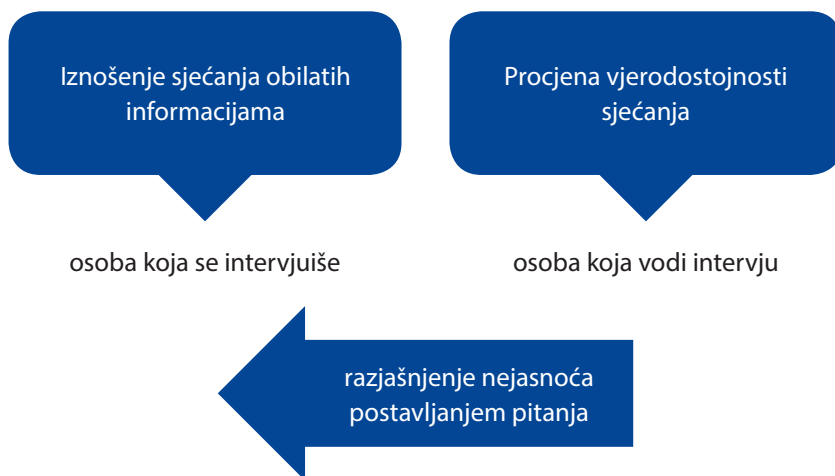 Iznošenje sjećanja obilatih
informacijama
Procjena vjerodostojnosti
sjećanja
osoba koja se intervjuiše
osoba koja vodi intervju
razjašnjenje nejasnoća
postavljanjem pitanja